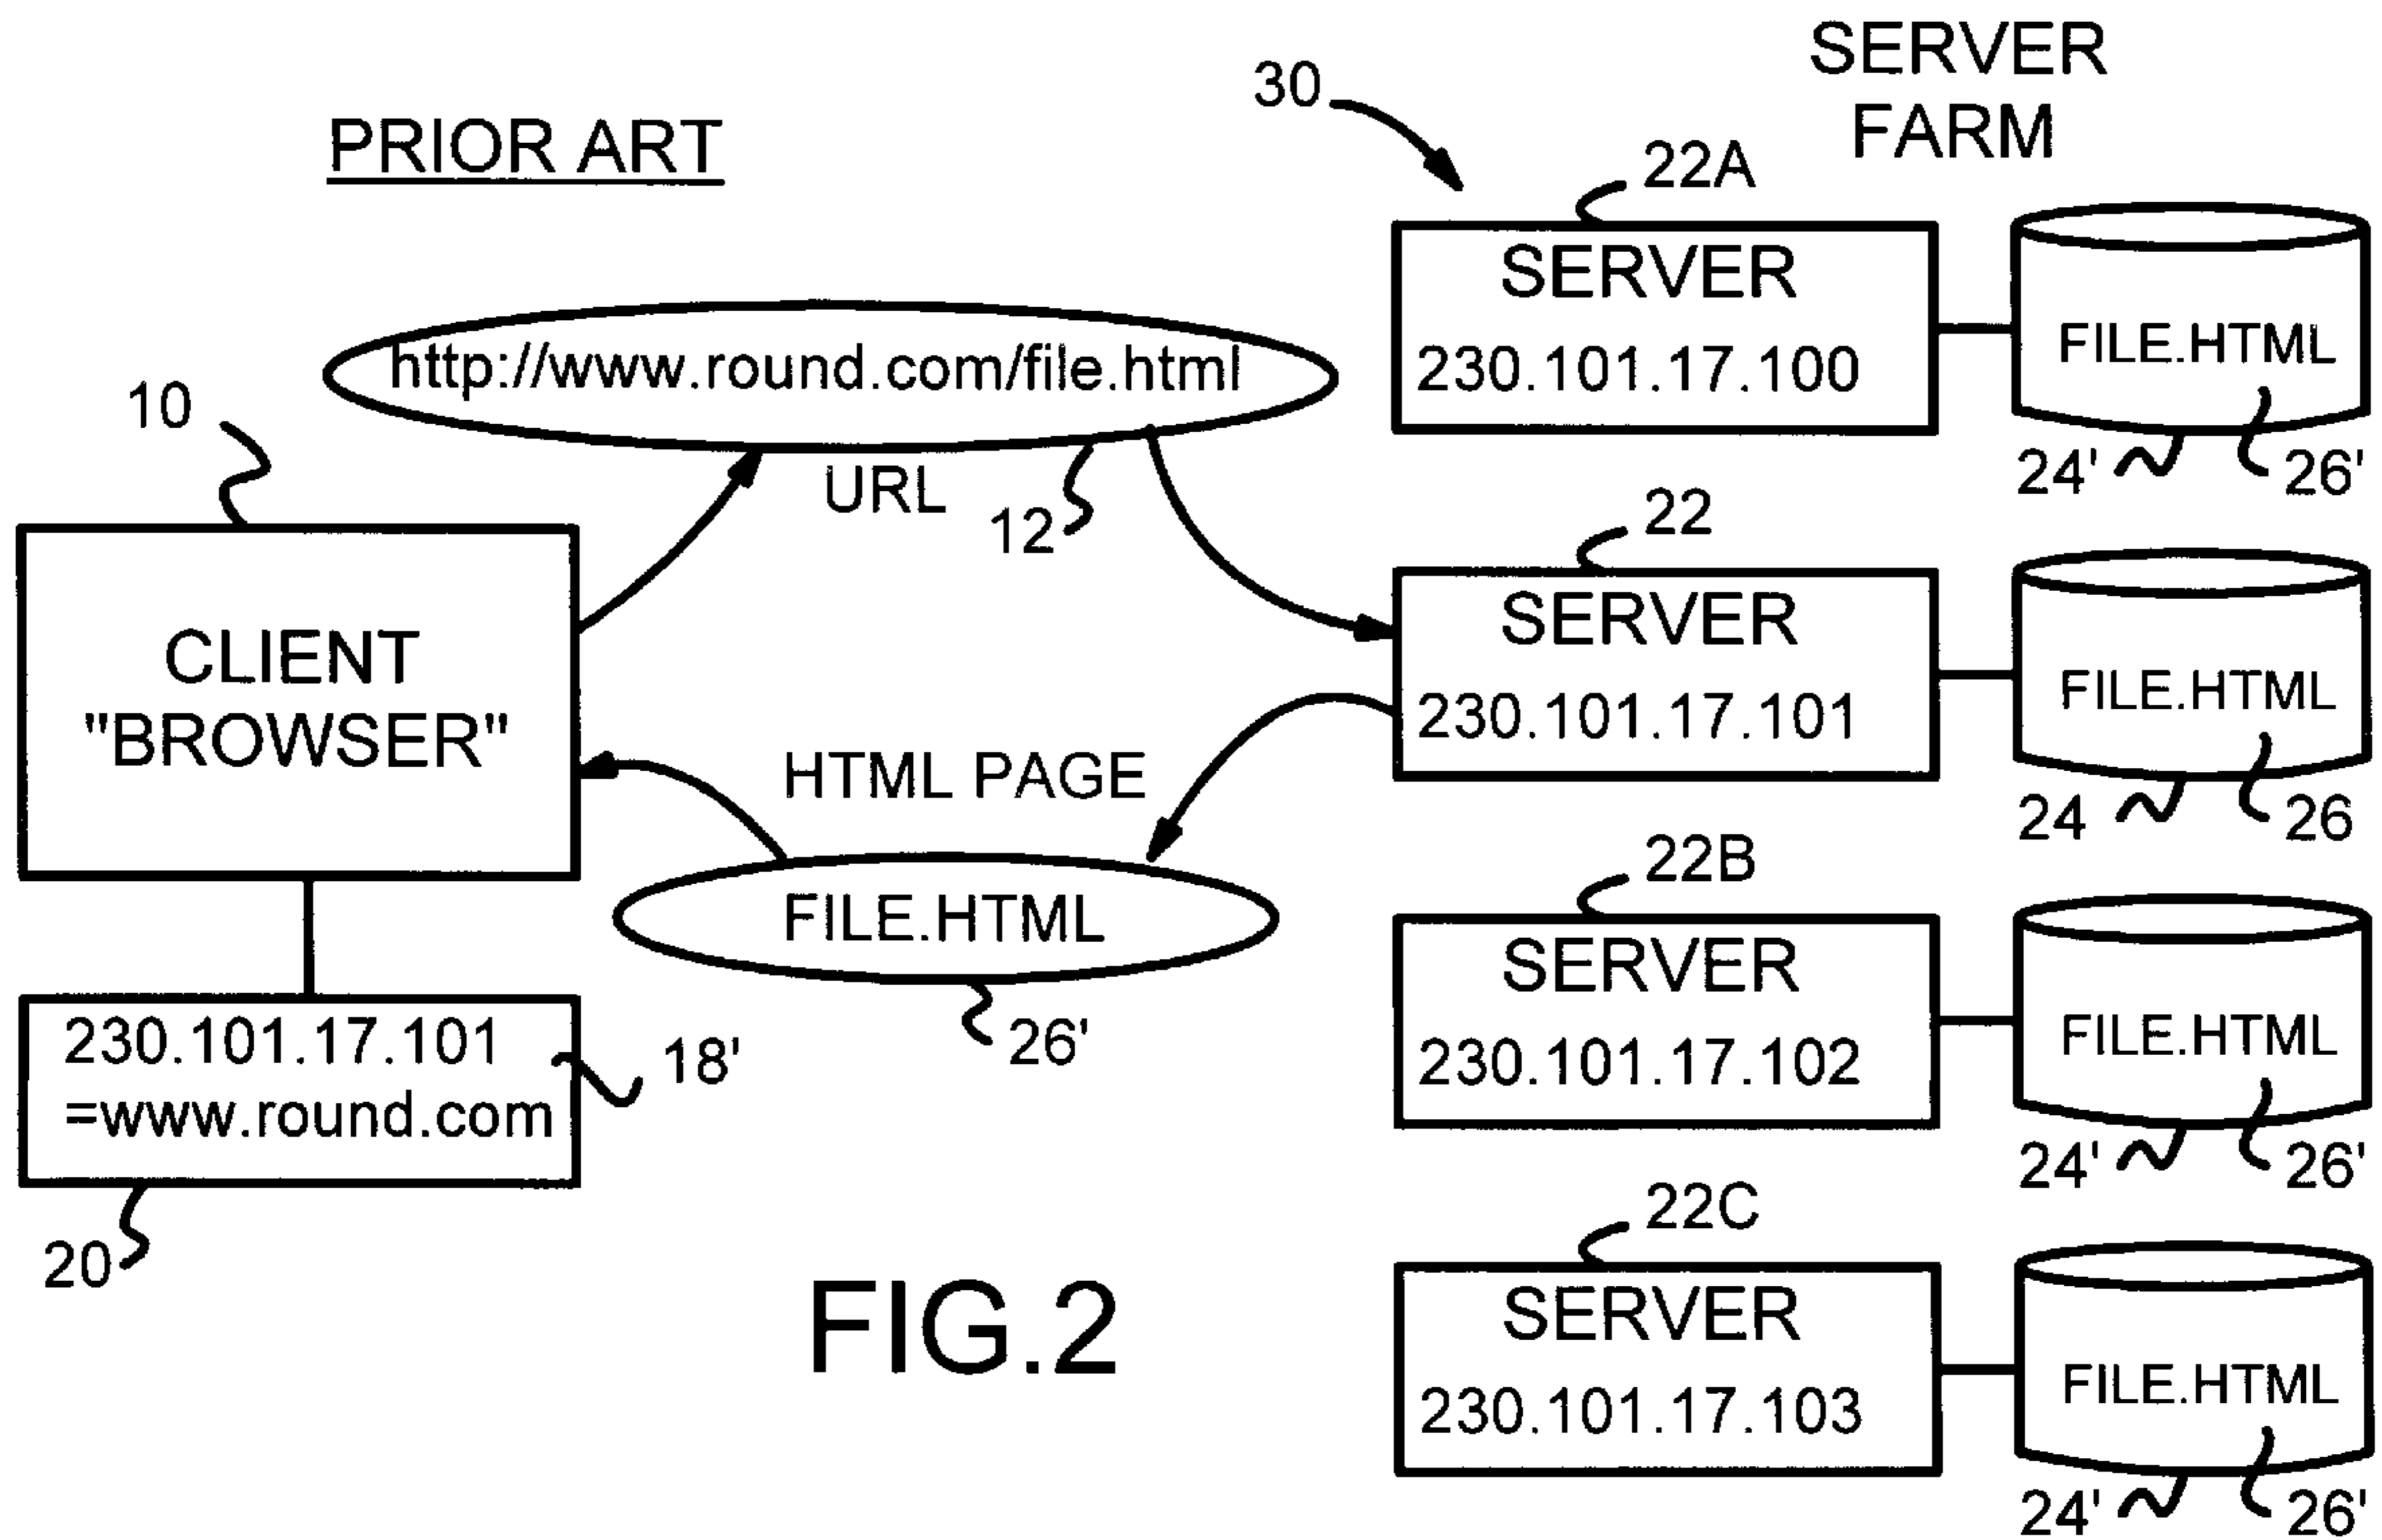 PRIOR ART
SERVER
FARM
30
22A
SERVER
230.101.17.100
FILE.HTML
24'
26'
http://www.round.com/file.html
URL
12
10
CLIENT
"BROWSER"
22
SERVER
230.101.17.101
FILE.HTML
24
26
HTML PAGE
FILE.HTML
26'
230.101.17.101
=www.round.com
18'
20
22B
SERVER
230.101.17.102
FILE.HTML
24'
26'
22C
SERVER
230.101.17.103
FILE.HTML
24'
26'
FIG.2